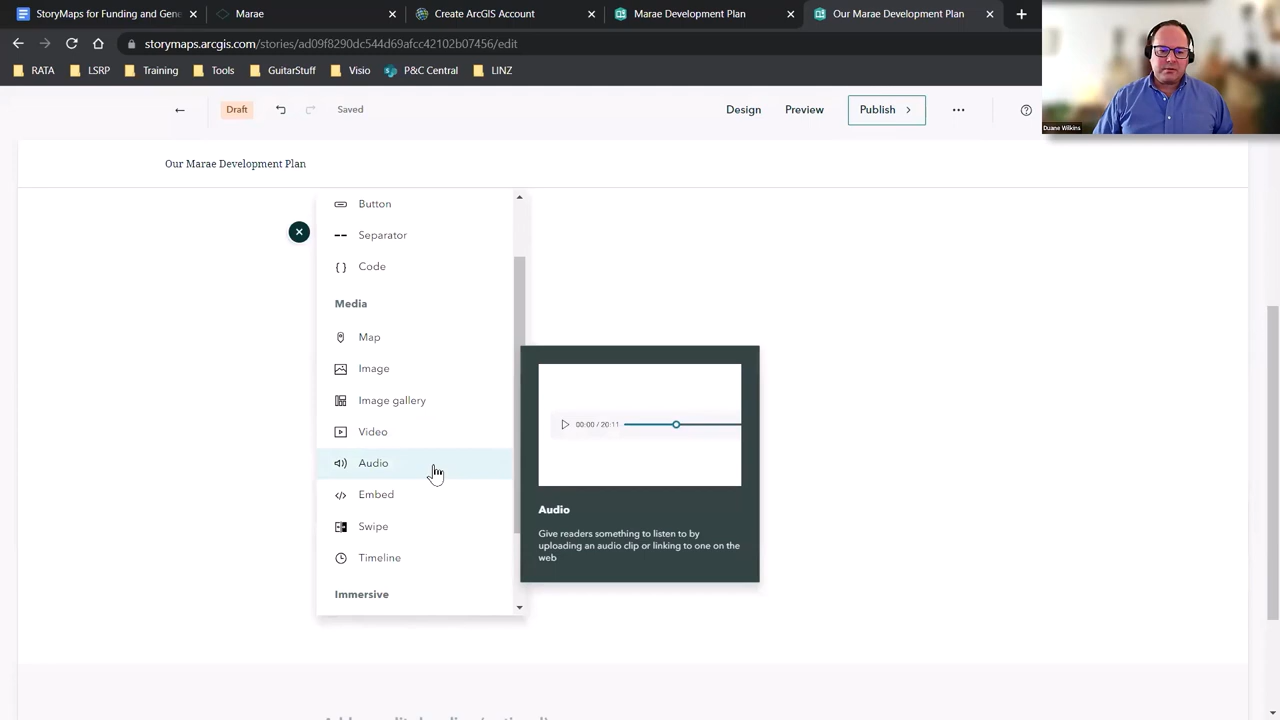 StoryMaps for Funding and Gene
Marae
Create ArcGIS Account
Marae Development Plan
Our Marae Development Plan
storymaps.arcgis.com/stories/ad09f8290dc544d69afcc42102b07456/edit
RATA
LSRP
Training
Tools
GuitarStuff
Visio
P&C Central
LINZ
Duane Wilkins
Draft
Saved
Design
Preview
Publish
Our Marae Development Plan
Button
Separator
Code
Media
Map
Image
Image gallery
Video
Audio
Embed
Swipe
Timeline
Immersive
00:00 / 20:11
Audio
Give readers something to listen to by
uploading an audio clip or linking to one on the
web